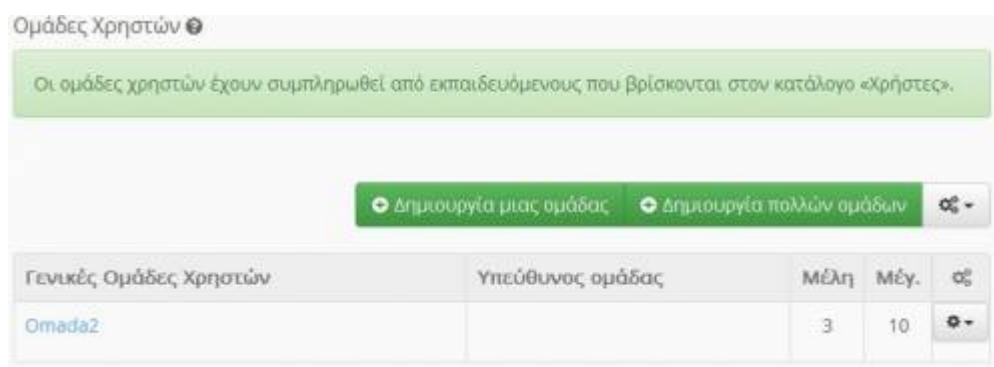 Ομάδες Χρηστών
Οι ομάδες χρηστών έχουν συμπληρωθεί από εκπαιδευόμενους που βρίσκονται στον κατάλογο «Χρήστες».
Δημιουργία μιας ομάδας Δημιουργία πολλών ομάδων
Γενικές Ομάδες Χρηστών Υπεύθυνος ομάδας Μέλη Μέγ.
Omada2 3 10